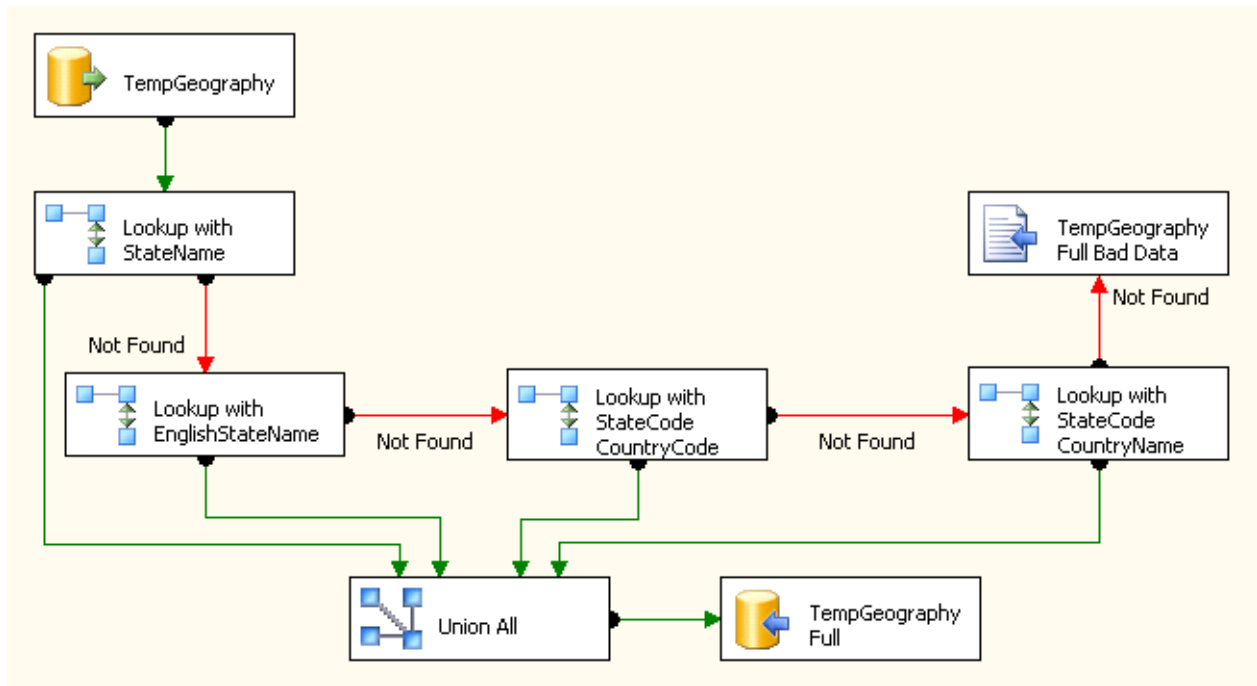 TempGeography
Lookup with
StateName
TempGeography
Full Bad Data
Not Found
Not Found
Lookup with
EnglishStateName
Not Found
Lookup with
StateCode
CountryCode
Not Found
Lookup with
StateCode
CountryName
Union All
TempGeography
Full